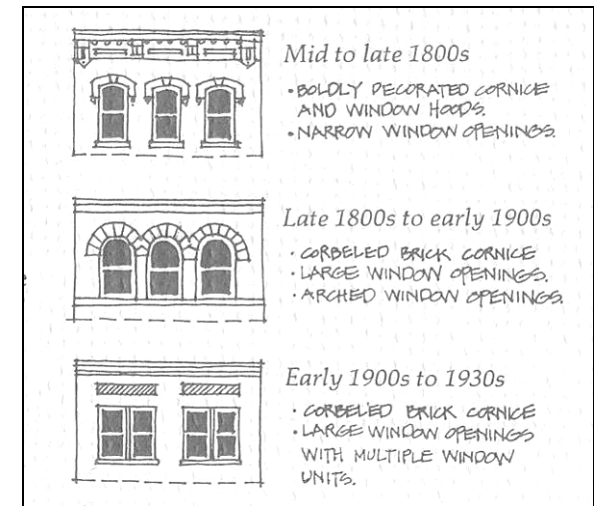 Mid to late 1800s
• BOLDLY DECORATED CORNICE
AND WINDOW HOODS.
• NARROW WINDOW OPENINGS.
Late 1800s to early 1900s
• CORBELED BRICK CORNICE
• LARGE WINDOW OPENINGS.
• ARCHED WINDOW OPENINGS.
Early 1900s to 1930s
• CORBELED BRICK CORNICE
• LARGE WINDOW OPENINGS
WITH MULTIPLE WINDOW
UNITS.